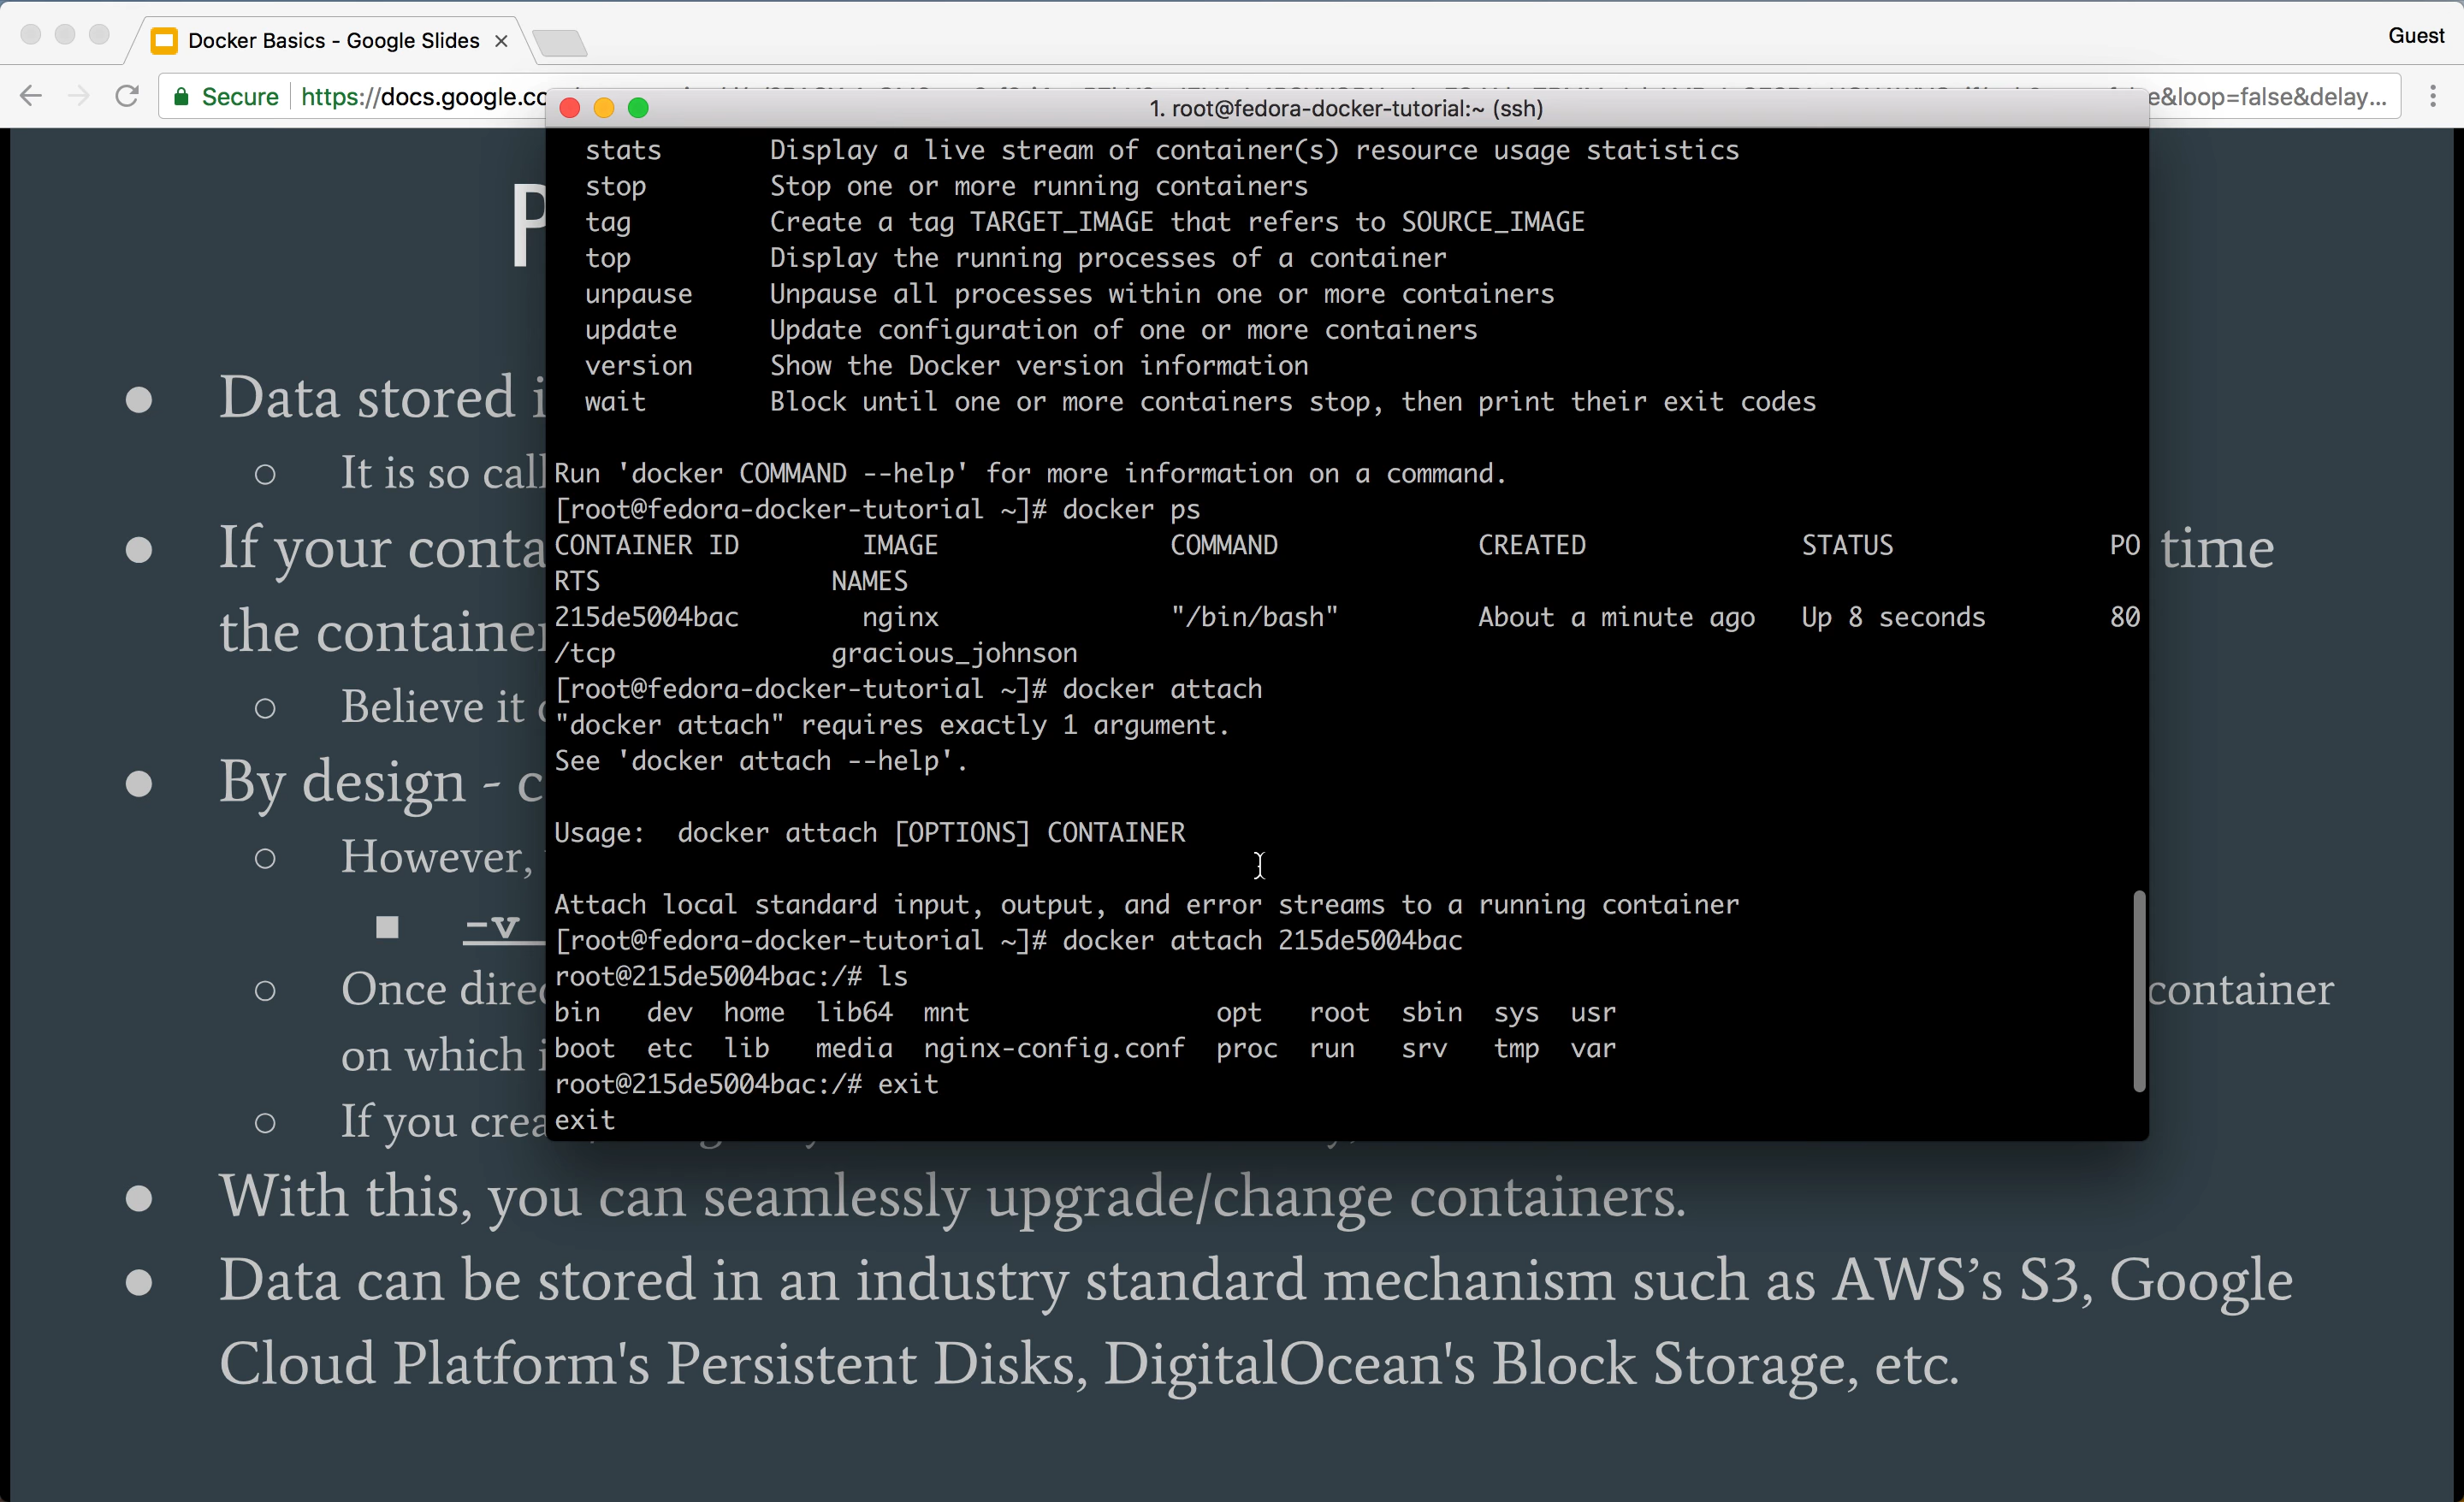 Docker Basics - Google Slides
Guest
Secure https://docs.google.co
e&loop=false&delay...
1. root@fedora-docker-tutorial:~ (ssh)
stats Display a live stream of container(s) resource usage statistics
stop Stop one or more running containers
tag Create a tag TARGET_IMAGE that refers to SOURCE_IMAGE
top Display the running processes of a container
unpause Unpause all processes within one or more containers
update Update configuration of one or more containers
version Show the Docker version information
wait Block until one or more containers stop, then print their exit codes
Run 'docker COMMAND --help' for more information on a command.
[root@fedora-docker-tutorial ~]# docker ps
CONTAINER ID IMAGE COMMAND CREATED STATUS PO
RTS NAMES
215de5004bac nginx "/bin/bash" About a minute ago Up 8 seconds 80
/tcp gracious_johnson
[root@fedora-docker-tutorial ~]# docker attach
"docker attach" requires exactly 1 argument.
See 'docker attach --help'.
Usage: docker attach [OPTIONS] CONTAINER
Attach local standard input, output, and error streams to a running container
[root@fedora-docker-tutorial ~]# docker attach 215de5004bac
root@215de5004bac:/# ls
bin dev home lib64 mnt opt root sbin sys usr
boot etc lib media nginx-config.conf proc run srv tmp var
root@215de5004bac:/# exit
exit
P
● Data stored i
○ It is so call
● If your conta
time
the container
○ Believe it
● By design - c
○ However,
■ -v
○ Once direc
container
on which i
○ If you crea
● With this, you can seamlessly upgrade/change containers.
● Data can be stored in an industry standard mechanism such as AWS’s S3, Google
Cloud Platform's Persistent Disks, DigitalOcean's Block Storage, etc.